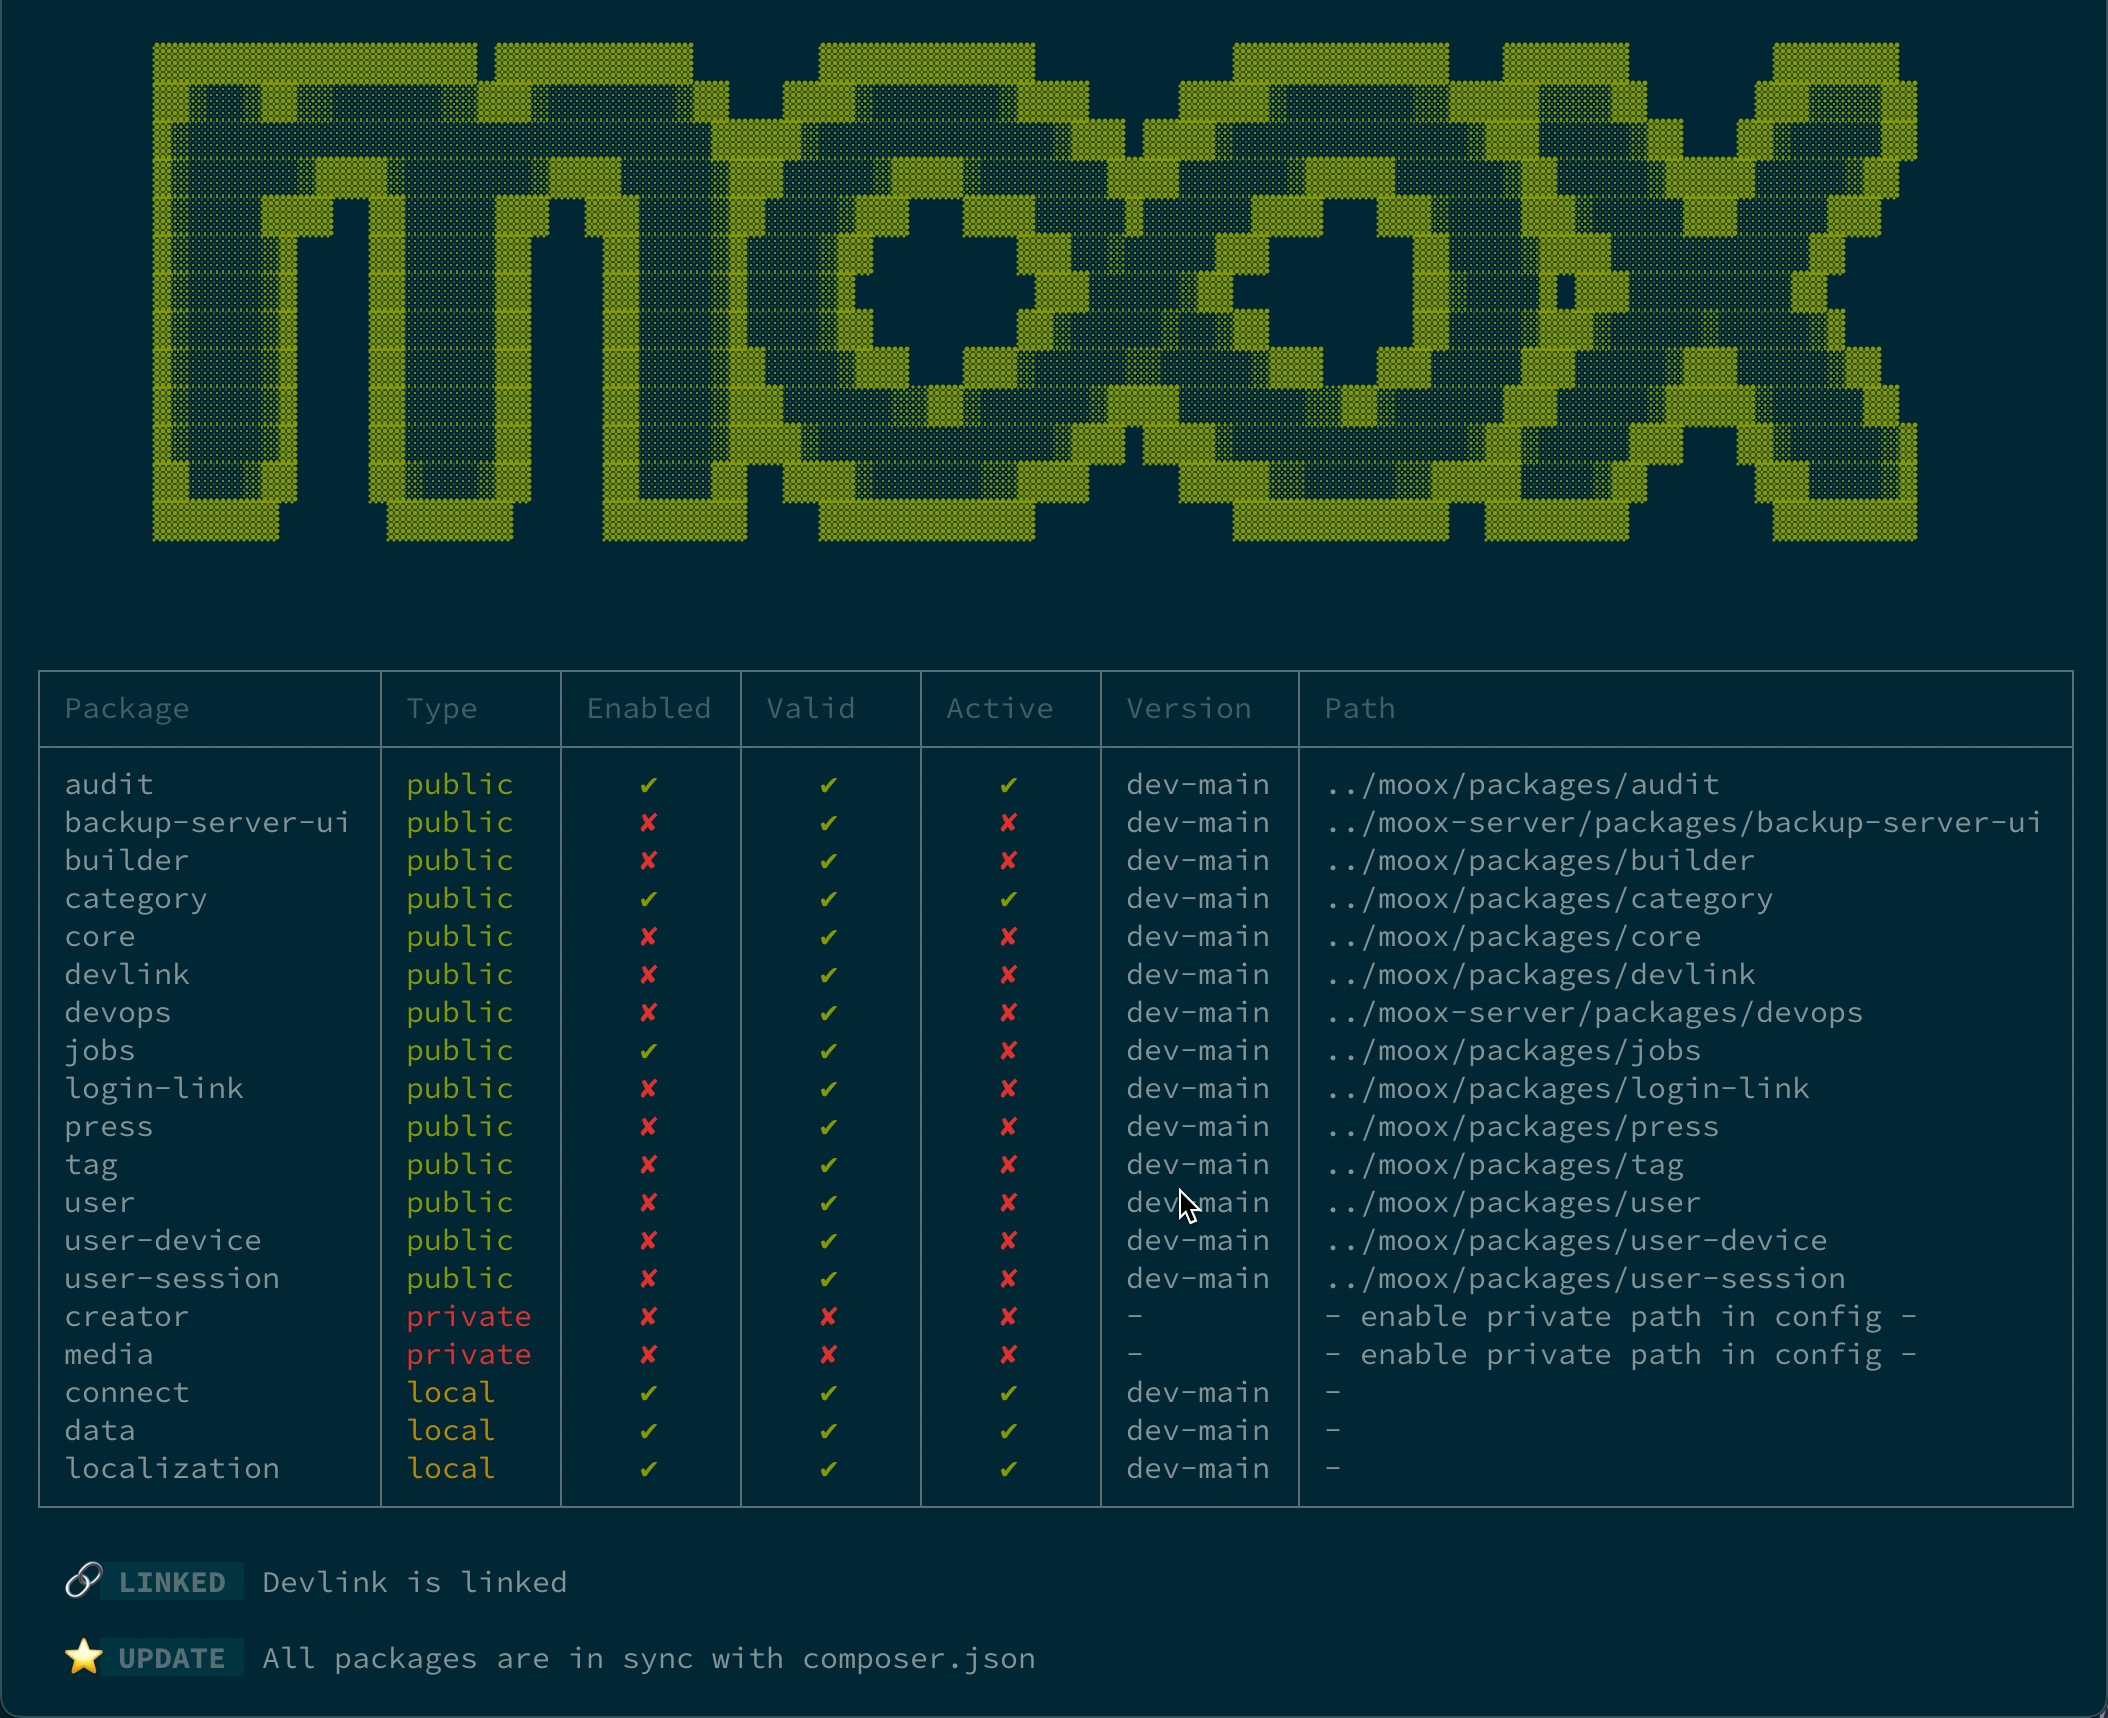 moox
Package Type Enabled Valid Active Version Path
audit public ✔ ✔ ✔ dev-main ../moox/packages/audit
backup-server-ui public ✘ ✔ ✘ dev-main ../moox-server/packages/backup-server-ui
builder public ✘ ✔ ✘ dev-main ../moox/packages/builder
category public ✔ ✔ ✔ dev-main ../moox/packages/category
core public ✘ ✔ ✘ dev-main ../moox/packages/core
devlink public ✘ ✔ ✘ dev-main ../moox/packages/devlink
devops public ✘ ✔ ✘ dev-main ../moox-server/packages/devops
jobs public ✔ ✔ ✘ dev-main ../moox/packages/jobs
login-link public ✘ ✔ ✘ dev-main ../moox/packages/login-link
press public ✘ ✔ ✘ dev-main ../moox/packages/press
tag public ✘ ✔ ✘ dev-main ../moox/packages/tag
user public ✘ ✔ ✘ dev-main ../moox/packages/user
user-device public ✘ ✔ ✘ dev-main ../moox/packages/user-device
user-session public ✘ ✔ ✘ dev-main ../moox/packages/user-session
creator private ✘ ✘ ✘ - - enable private path in config -
media private ✘ ✘ ✘ - - enable private path in config -
connect local ✔ ✔ ✔ dev-main -
data local ✔ ✔ ✔ dev-main -
localization local ✔ ✔ ✔ dev-main -
🔗 LINKED Devlink is linked
⭐ UPDATE All packages are in sync with composer.json